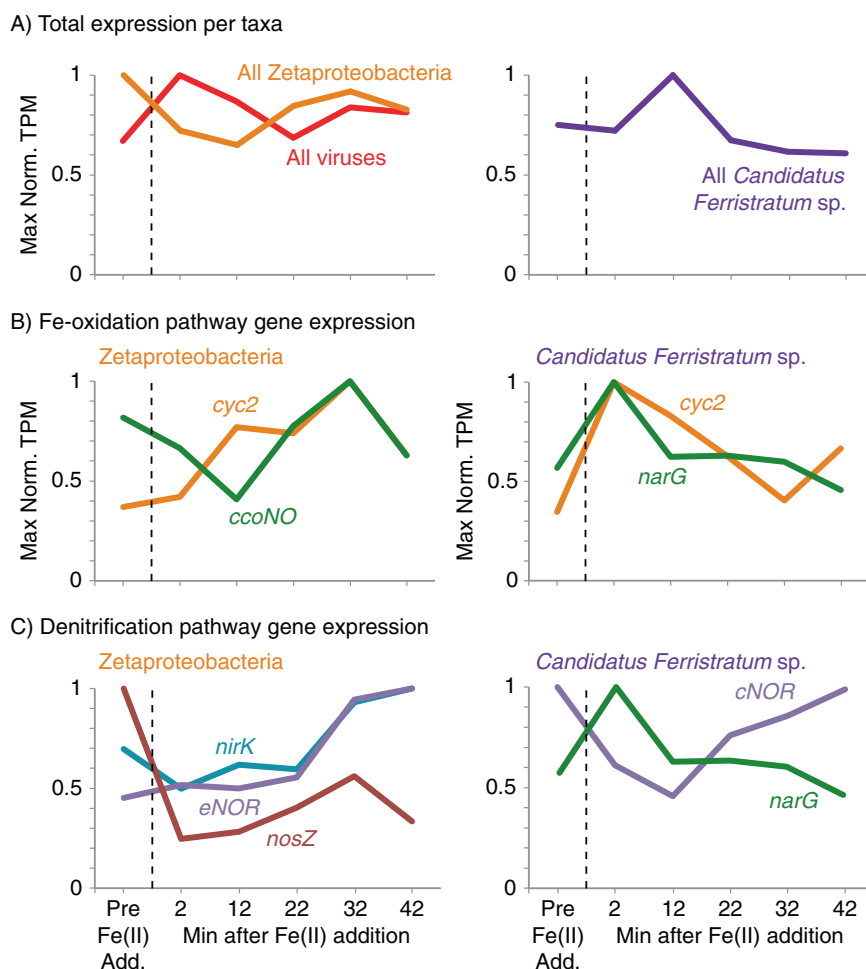 A) Total expression per taxa
Max Norm. TPM
1
0.5
0
All Zetaproteobacteria
All viruses
1
0.5
0
All Candidatus
Ferristratum sp.
B) Fe-oxidation pathway gene expression
Zetaproteobacteria
Max Norm. TPM
1
0.5
0
cyc2
ccoNO
Candidatus Ferristratum sp.
Max Norm. TPM
1
0.5
0
cyc2
narG
C) Denitrification pathway gene expression
Zetaproteobacteria
Max Norm. TPM
1
0.5
0
nirK
eNOR
nosZ
Pre
Fe(II)
Add.
2 12 22 32 42
Min after Fe(II) addition
Candidatus Ferristratum sp.
1
0.5
0
cNOR
narG
Pre
Fe(II)
Add.
2 12 22 32 42
Min after Fe(II) addition